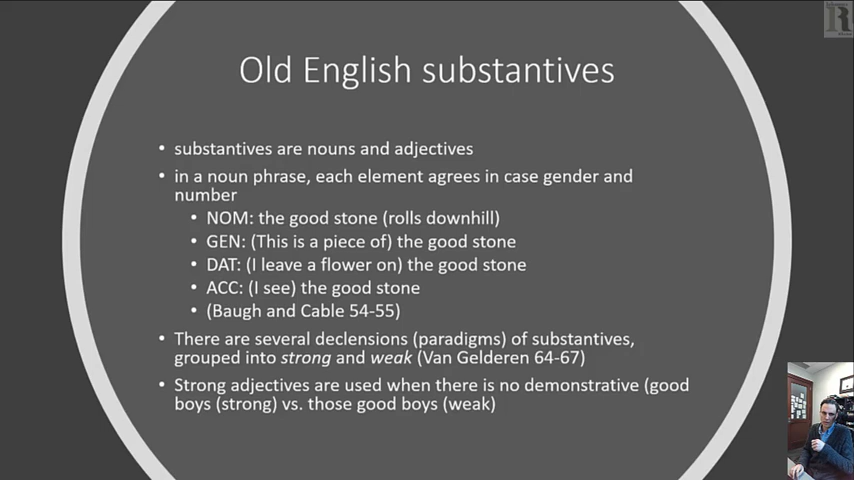 Old English substantives
• substantives are nouns and adjectives
• in a noun phrase, each element agrees in case gender and
number
• NOM: the good stone (rolls downhill)
• GEN: (This is a piece of) the good stone
• DAT: (I leave a flower on) the good stone
• ACC: (I see) the good stone
• (Baugh and Cable 54-55)
• There are several declensions (paradigms) of substantives,
grouped into strong and weak (Van Gelderen 64-67)
• Strong adjectives are used when there is no demonstrative (good
boys (strong) vs. those good boys (weak)